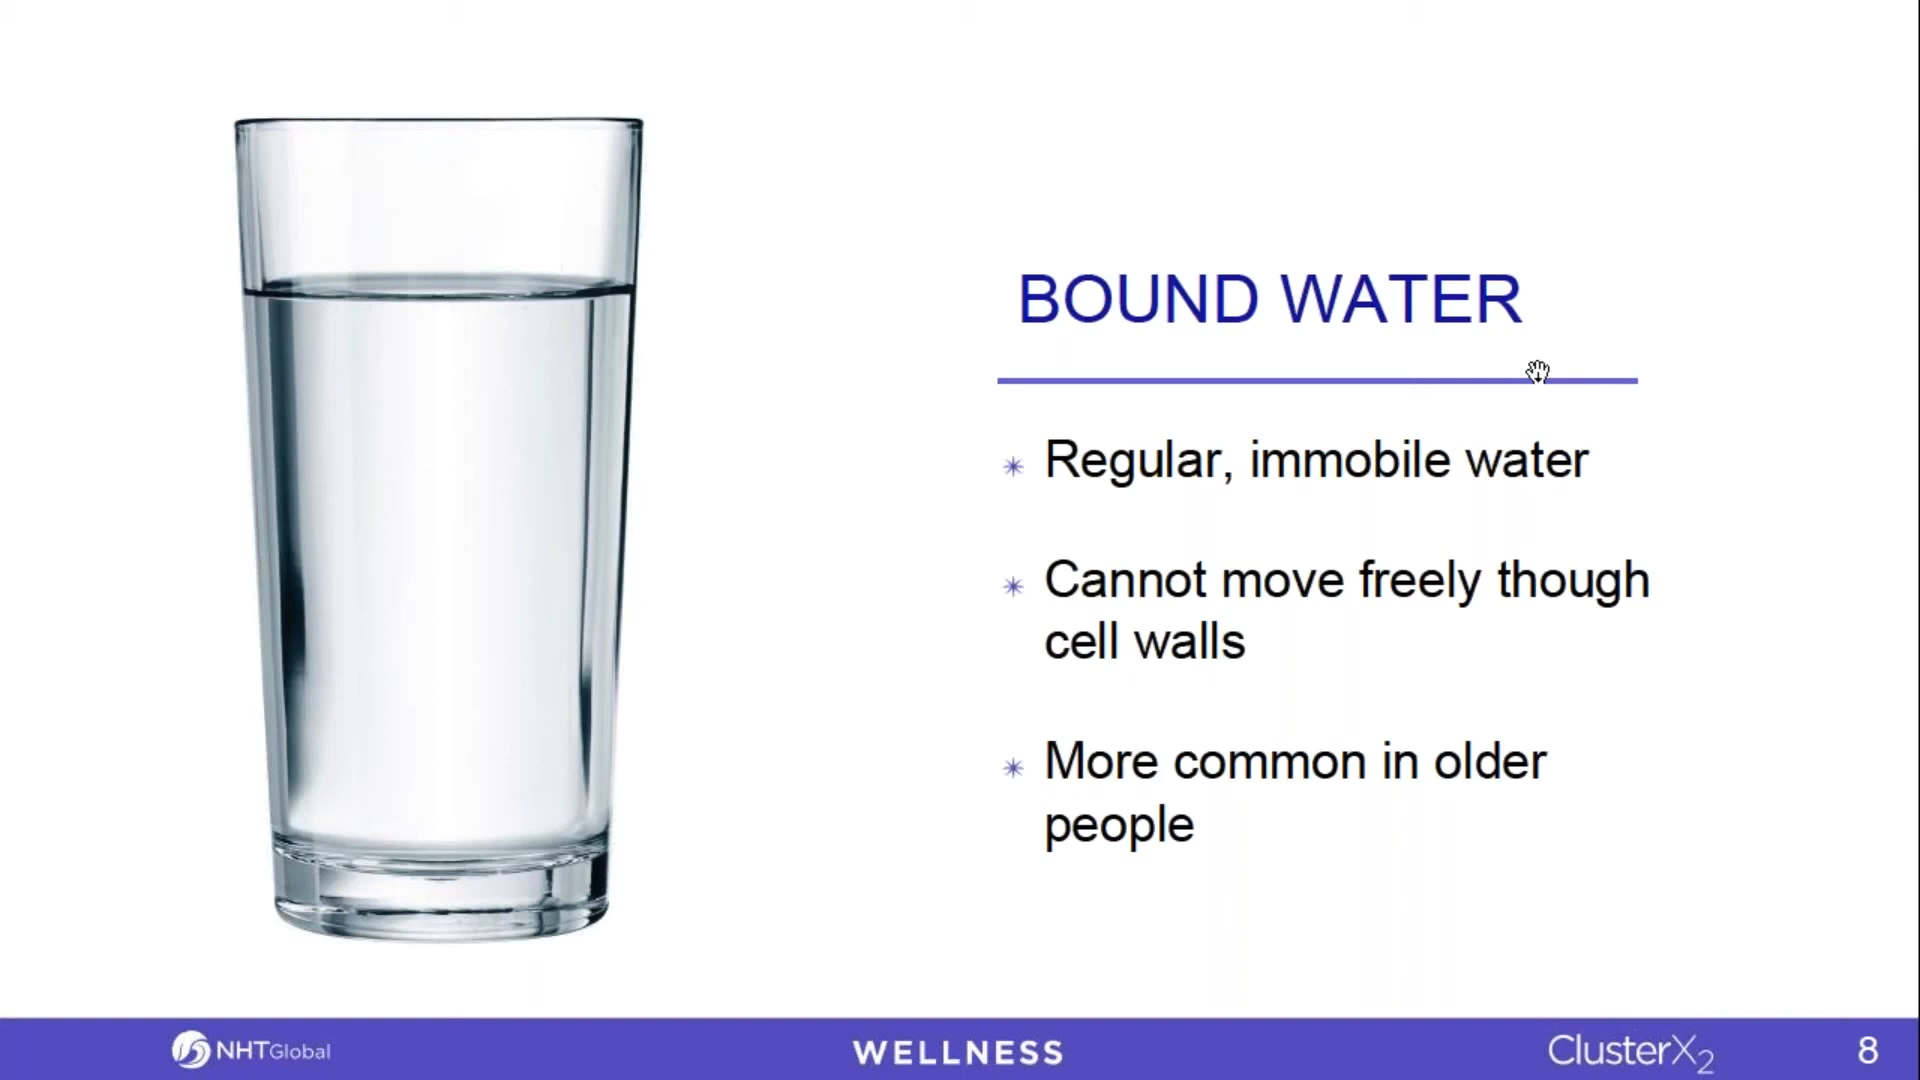 BOUND WATER
Regular, immobile water
Cannot move freely though
cell walls
More common in older
people
NHTGlobal
WELLNESS
ClusterX2
8